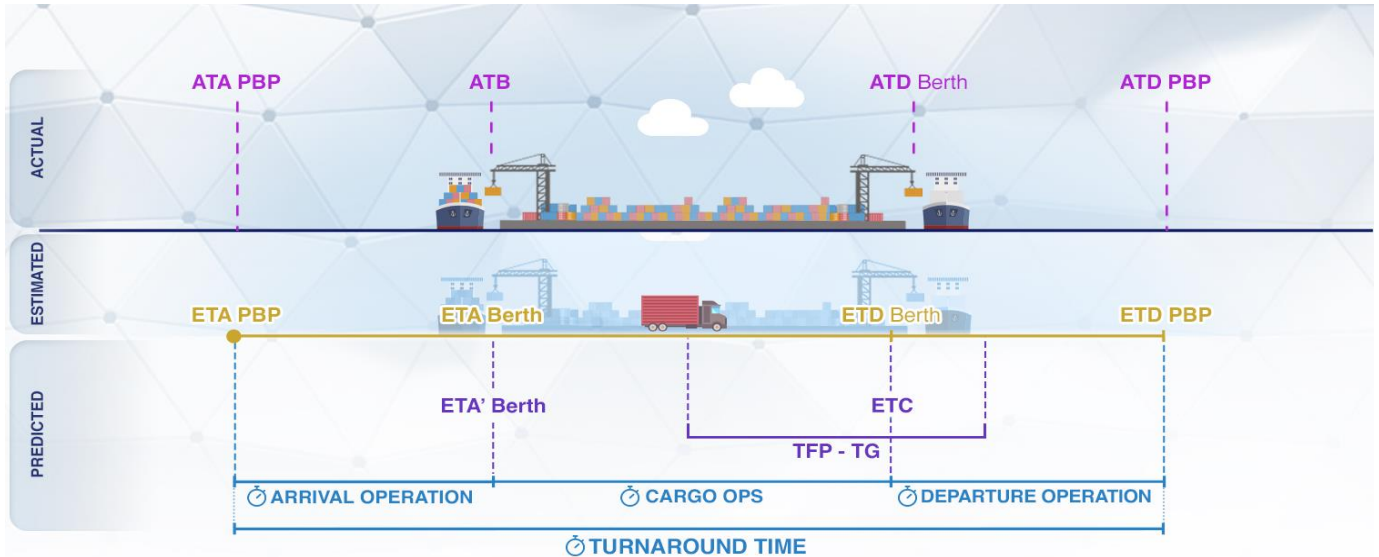 ACTUAL
ATA PBP
ATB
ATD Berth
ATD PBP
ESTIMATED
ETA PBP
ETA Berth
ETD Berth
ETD PBP
PREDICTED
ETA’ Berth
ETC
TFP - TG
ARRIVAL OPERATION
CARGO OPS
DEPARTURE OPERATION
TURNAROUND TIME